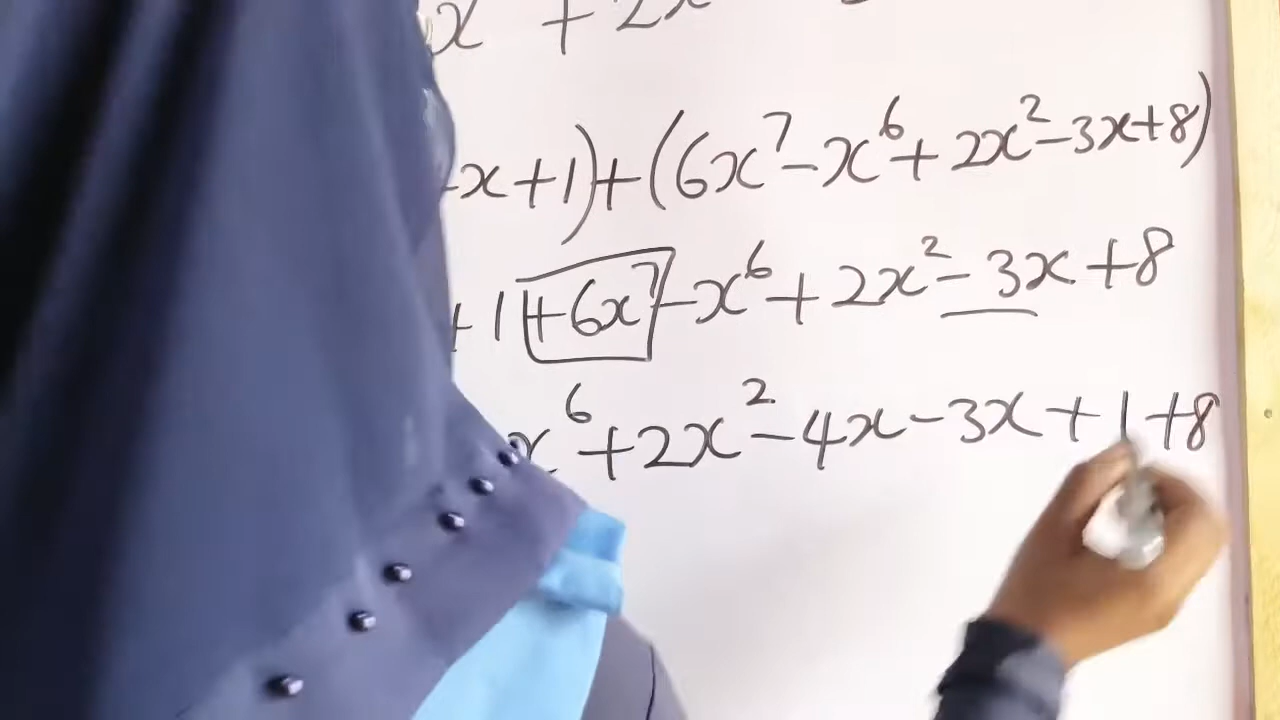 x + 2x
-x+1)+(6x⁷-x⁶+2x²-3x+8)
+1+6x⁷-x⁶+2x²-3x+8
x⁶+2x²-4x-3x+1+8